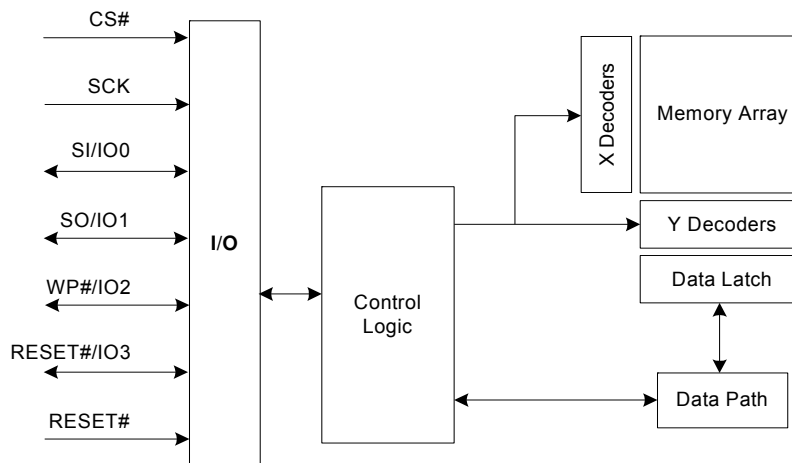 CS#
SCK
SI/IO0
SO/IO1
WP#/IO2
RESET#/IO3
RESET#
I/O
Control
Logic
X Decoders
Memory Array
Y Decoders
Data Latch
Data Path